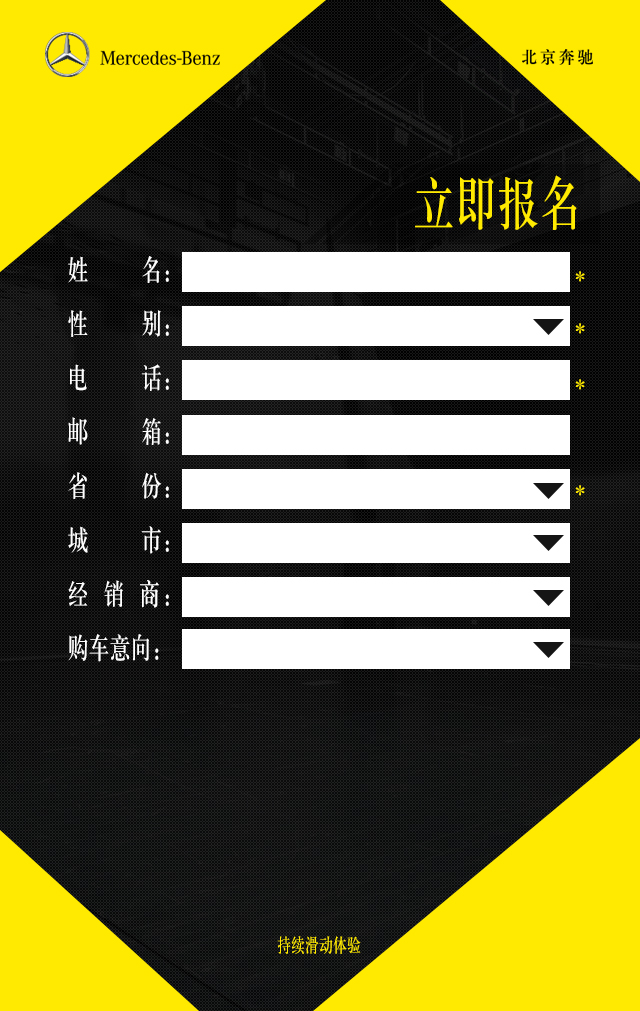 Mercedes-Benz
北京奔驰
立即报名
姓 名: *
性 别: *
电 话: *
邮 箱:
省 份: *
城 市:
经 销 商:
购车意向:
持续滑动体验